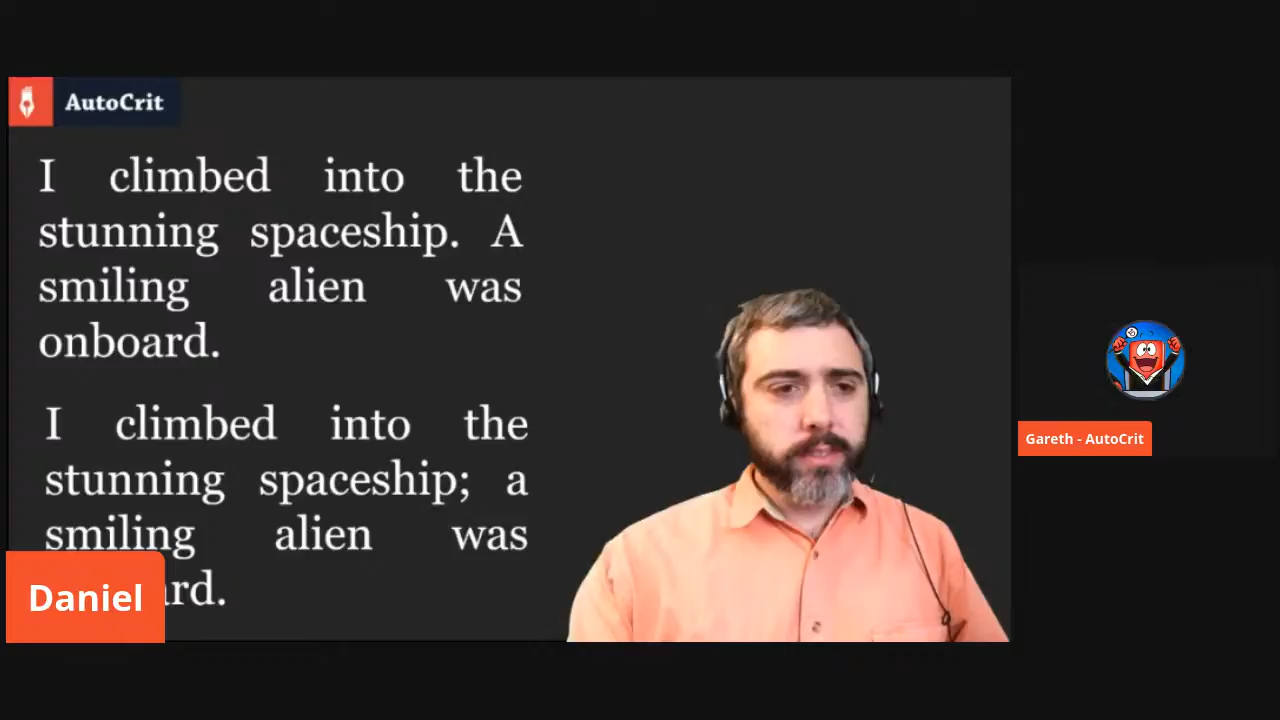 AutoCrit
I climbed into the
stunning spaceship. A
smiling alien was
onboard.
I climbed into the
stunning spaceship; a
smiling alien was
ard.
Daniel
Gareth - AutoCrit